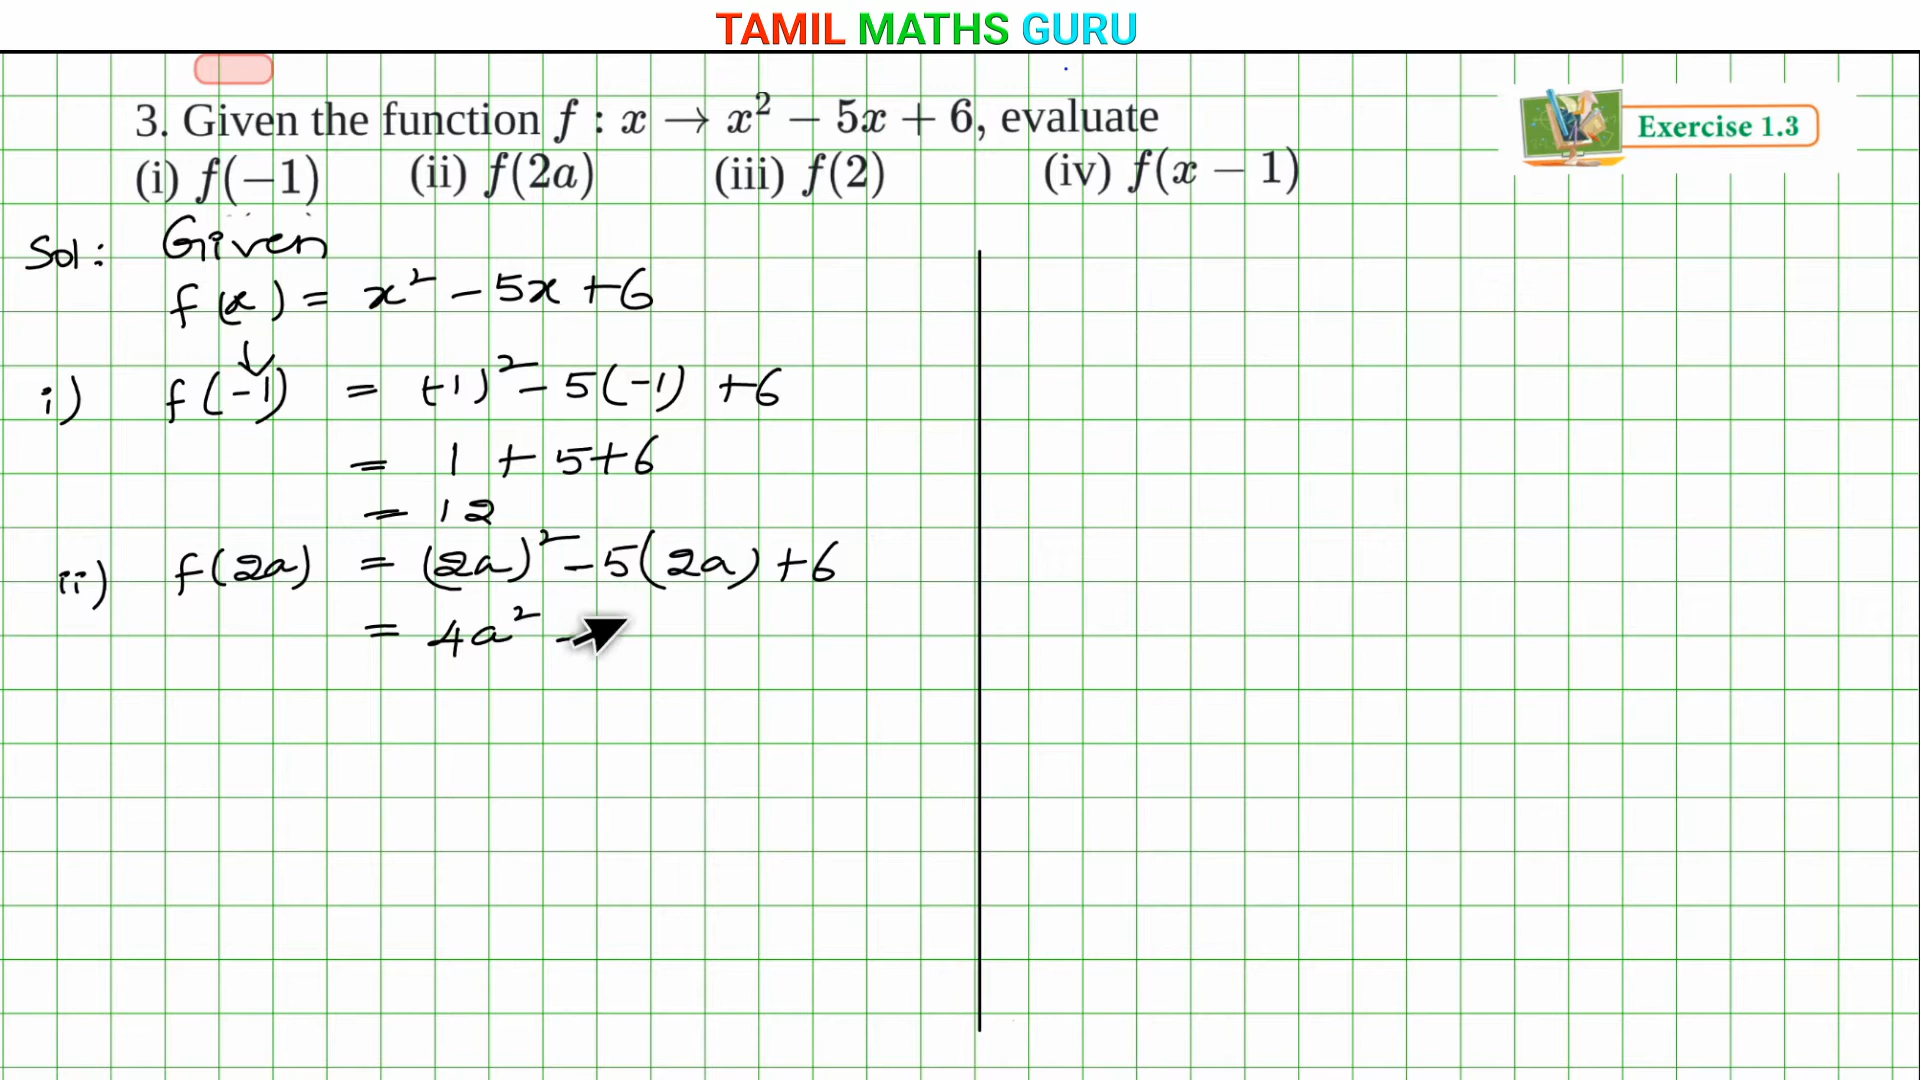 TAMIL MATHS GURU
3. Given the function f : x → x² − 5x + 6, evaluate
Exercise 1.3
(i) f(−1) (ii) f(2a) (iii) f(2) (iv) f(x − 1)
Sol: Given
f(x) = x² − 5x + 6
i) f(−1) = (−1)² − 5(−1) + 6
= 1 + 5 + 6
= 12
ii) f(2a) = (2a)² − 5(2a) + 6
= 4a² −